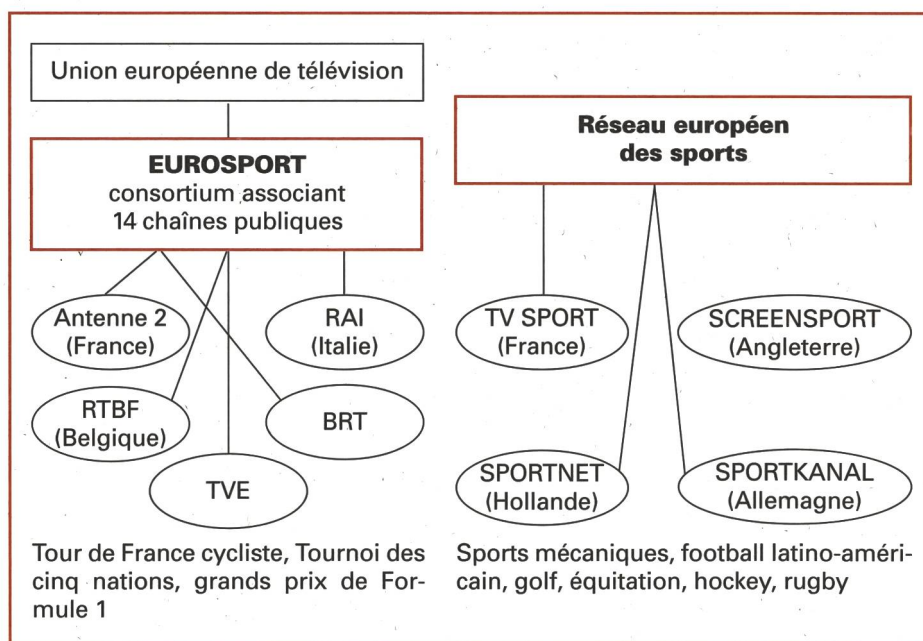 Union européenne de télévision
EUROSPORT
consortium associant
14 chaînes publiques
Antenne 2
(France)
RAI
(Italie)
RTBF
(Belgique)
BRT
TVE
Tour de France cycliste, Tournoi des
cinq nations, grands prix de For-
mule 1
Réseau européen
des sports
TV SPORT
(France)
SCREENSPORT
(Angleterre)
SPORTNET
(Hollande)
SPORTKANAL
(Allemagne)
Sports mécaniques, football latino-améri-
cain, golf, équitation, hockey, rugby